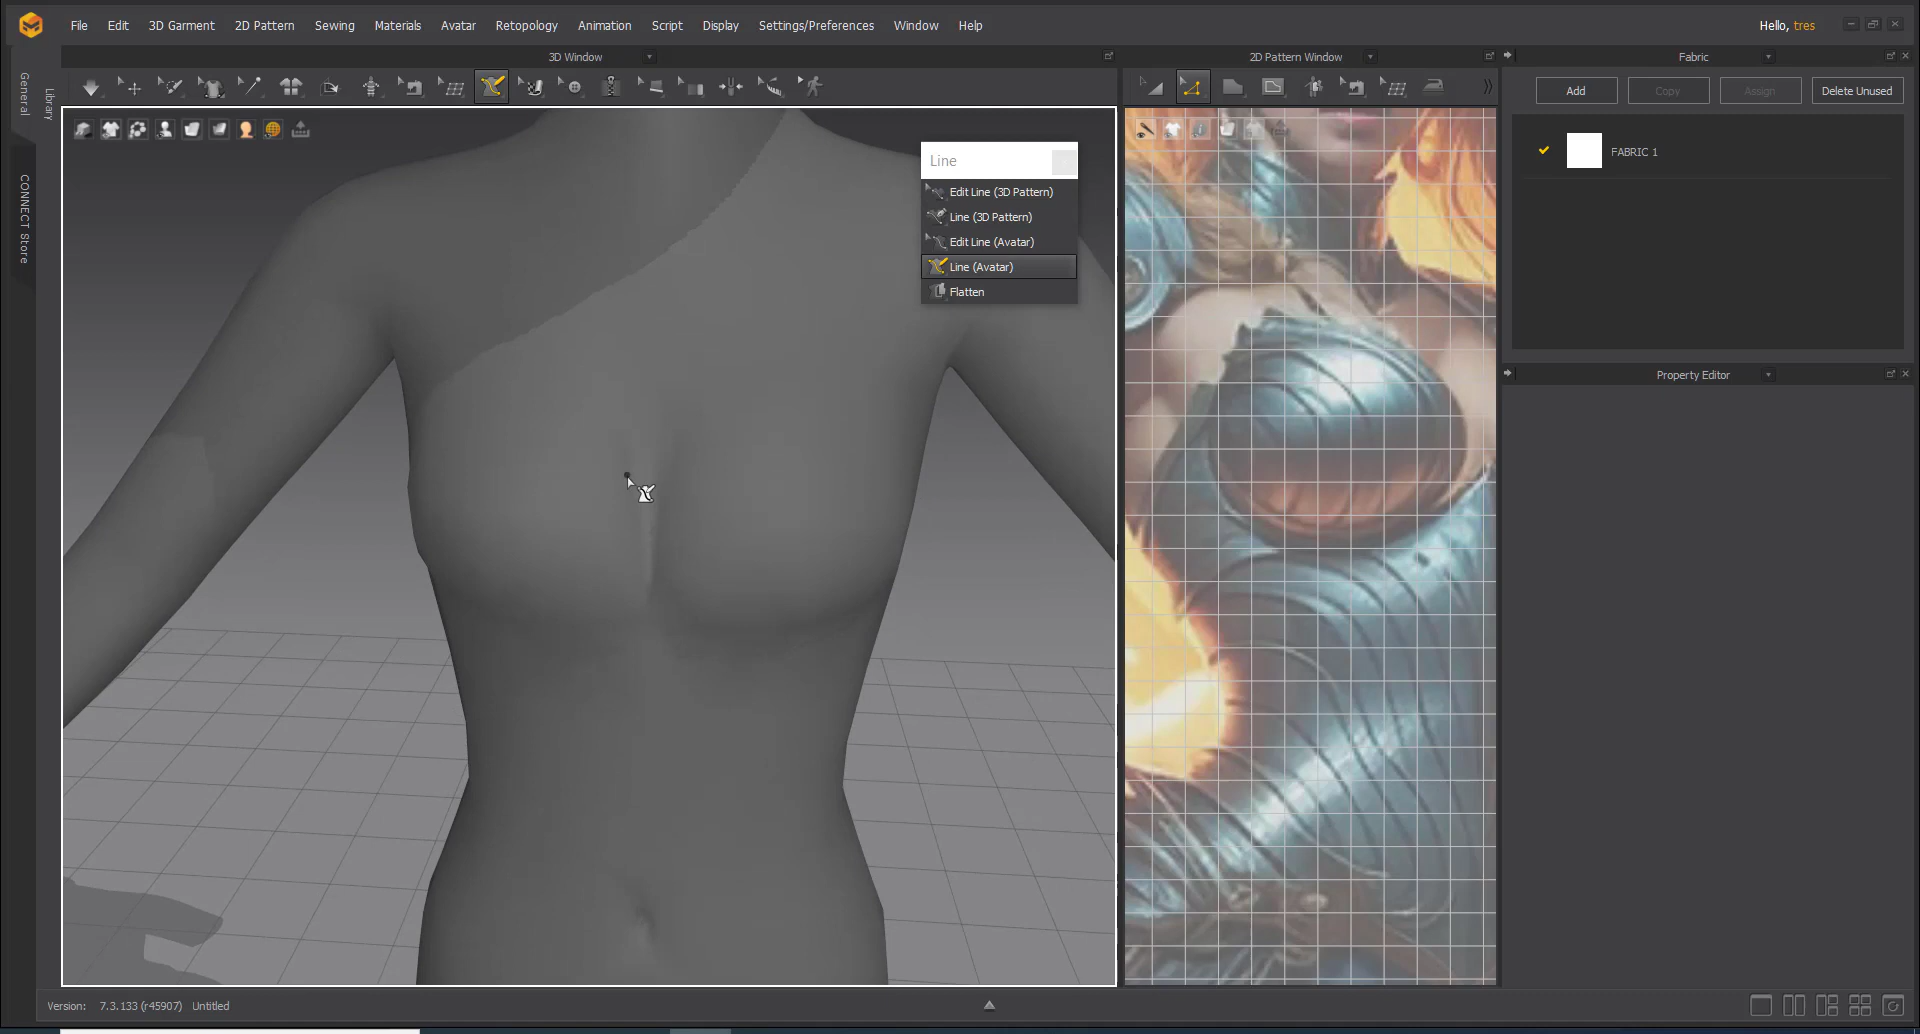 File Edit 3D Garment 2D Pattern Sewing Materials Avatar Retopology Animation Script Display Settings/Preferences Window Help Hello, tres
3D Window 2D Pattern Window Fabric
General
Library
CONNECT Store
Add Copy Assign Delete Unused
FABRIC 1
Line
Edit Line (3D Pattern)
Line (3D Pattern)
Edit Line (Avatar)
Line (Avatar)
Flatten
Property Editor
Version: 7.3.133 (r45907) Untitled